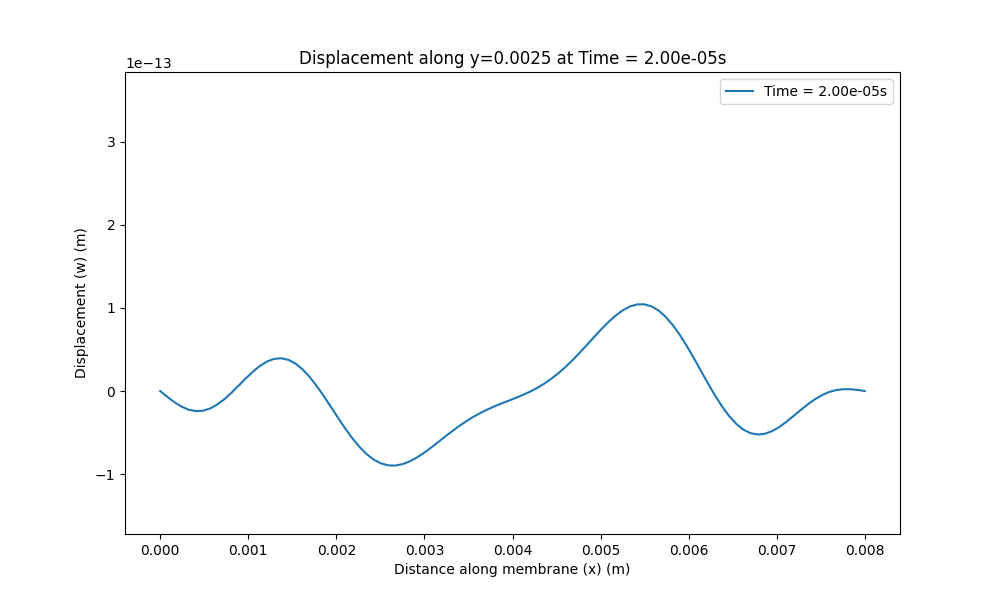 Displacement along y=0.0025 at Time = 2.00e-05s
1e−13
Time = 2.00e-05s
3
2
1
0
−1
Displacement (w) (m)
0.000 0.001 0.002 0.003 0.004 0.005 0.006 0.007 0.008
Distance along membrane (x) (m)